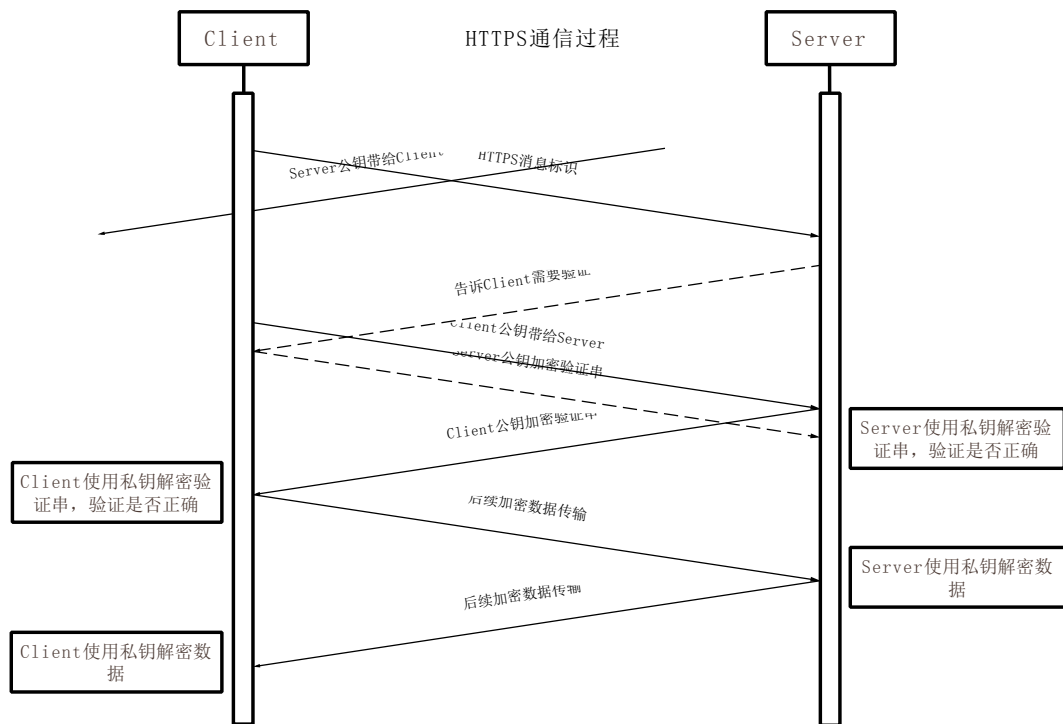 Client
HTTPS通信过程
Server
Server公钥带给Client
HTTPS消息标识
告诉Client需要验证
Client公钥带给Server
Server公钥加密验证串
Client公钥加密验证串
Server使用私钥解密验
证串，验证是否正确
Client使用私钥解密验
证串，验证是否正确
后续加密数据传输
Server使用私钥解密数
据
后续加密数据传输
Client使用私钥解密数
据